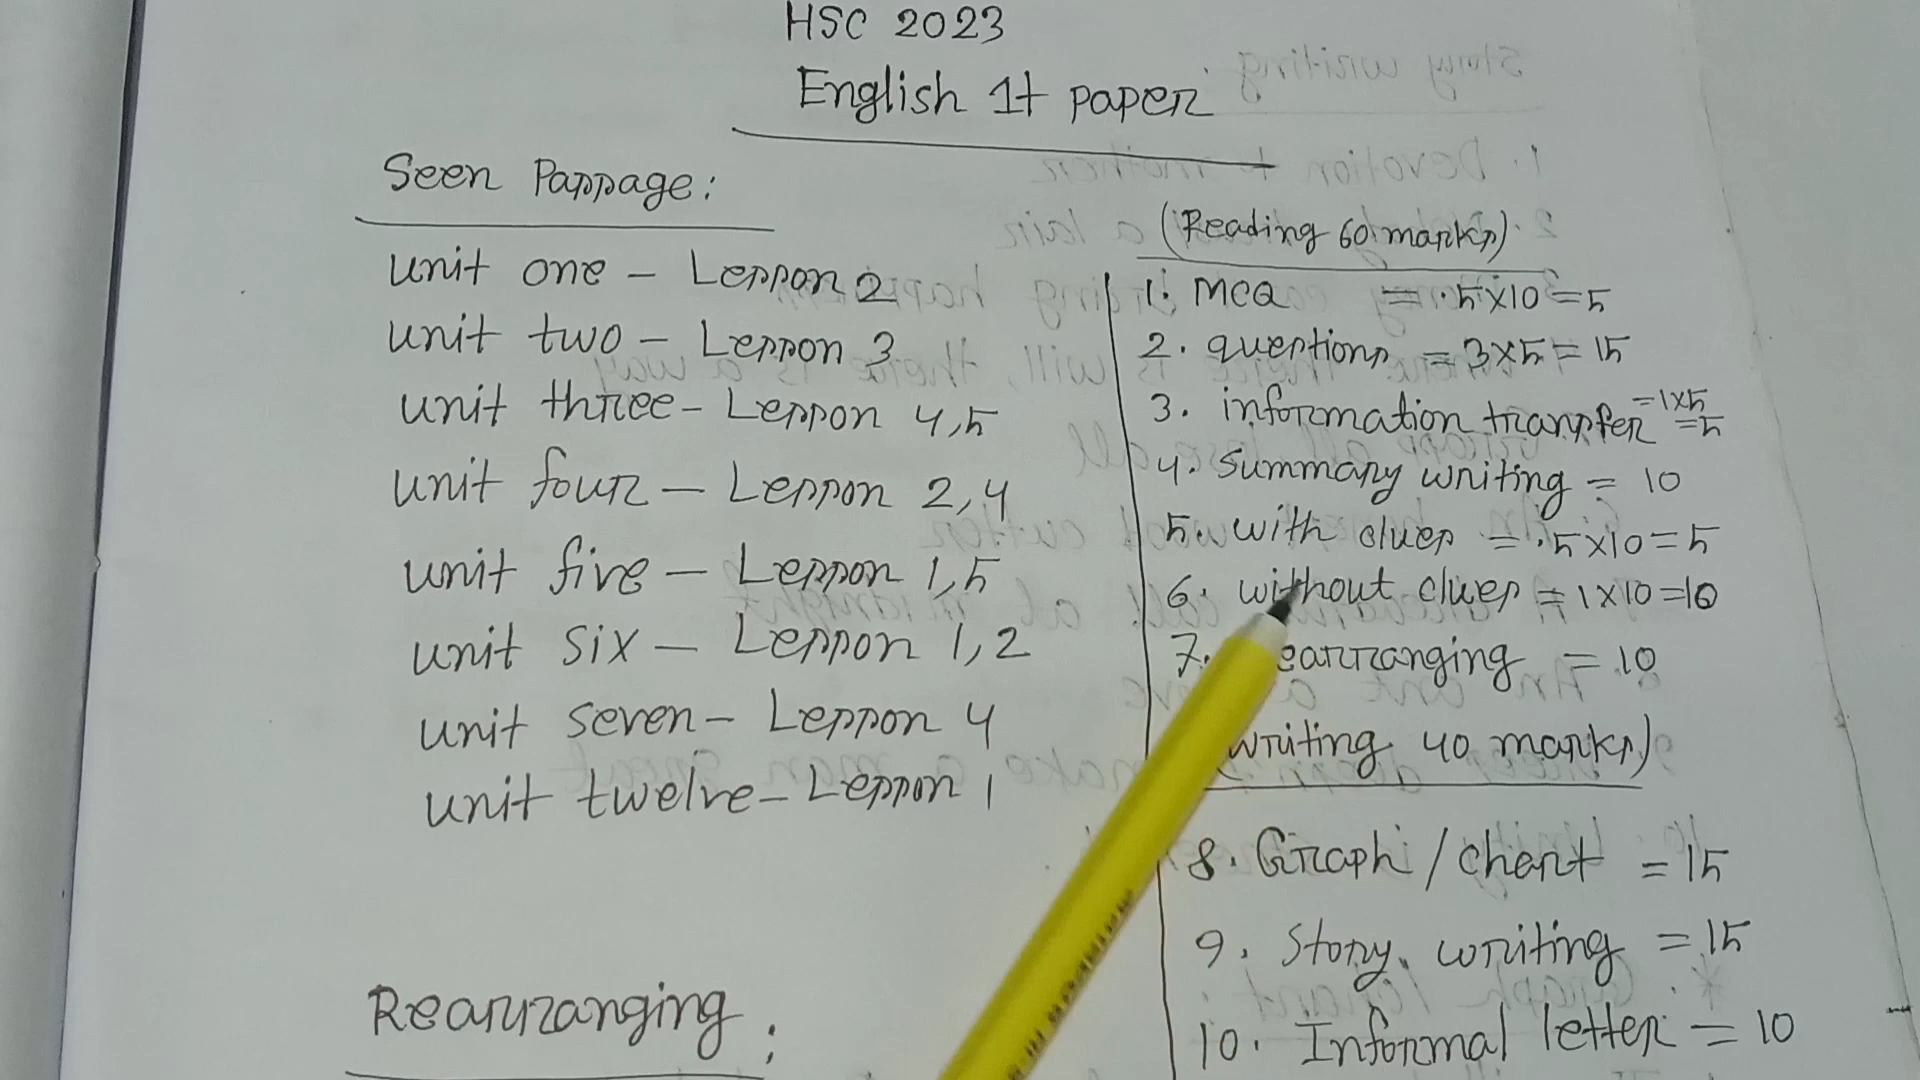 HSC 2023
English 1t paper
Seen Passage:
unit one – Lesson 2
unit two – Lesson 3
unit three – Lesson 4,5
unit four – Lesson 2,4
unit five – Lesson 1,5
unit six – Lesson 1,2
unit seven – Lesson 4
unit twelve – Lesson 1
Rearranging:
(Reading 60 marks)
1. MCQ = .5x10=5
2. questions = 3x5=15
3. information transfer =1x5 =5
4. summary writing = 10
5. with clues = .5x10=5
6. without clues = 1x10=10
7. earranging = 10
writing 40 marks)
8. Graph / chart = 15
9. Story writing = 15
10. Informal letter = 10